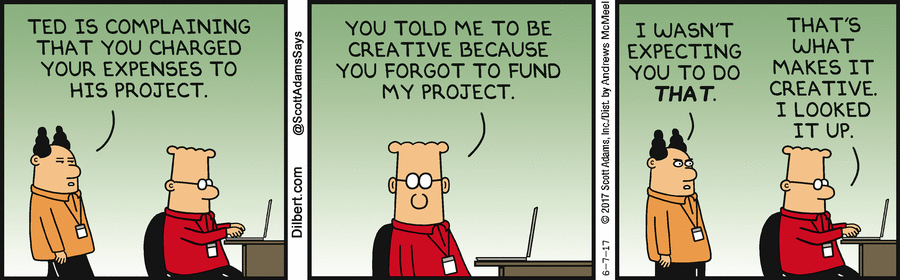 TED IS COMPLAINING
THAT YOU CHARGED
YOUR EXPENSES TO
HIS PROJECT.
Dilbert.com
@ScottAdamsSays
YOU TOLD ME TO BE
CREATIVE BECAUSE
YOU FORGOT TO FUND
MY PROJECT.
6-7-17 © 2017 Scott Adams, Inc./Dist. by Andrews McMeel
I WASN'T
EXPECTING
YOU TO DO
THAT.
THAT'S
WHAT
MAKES IT
CREATIVE.
I LOOKED
IT UP.